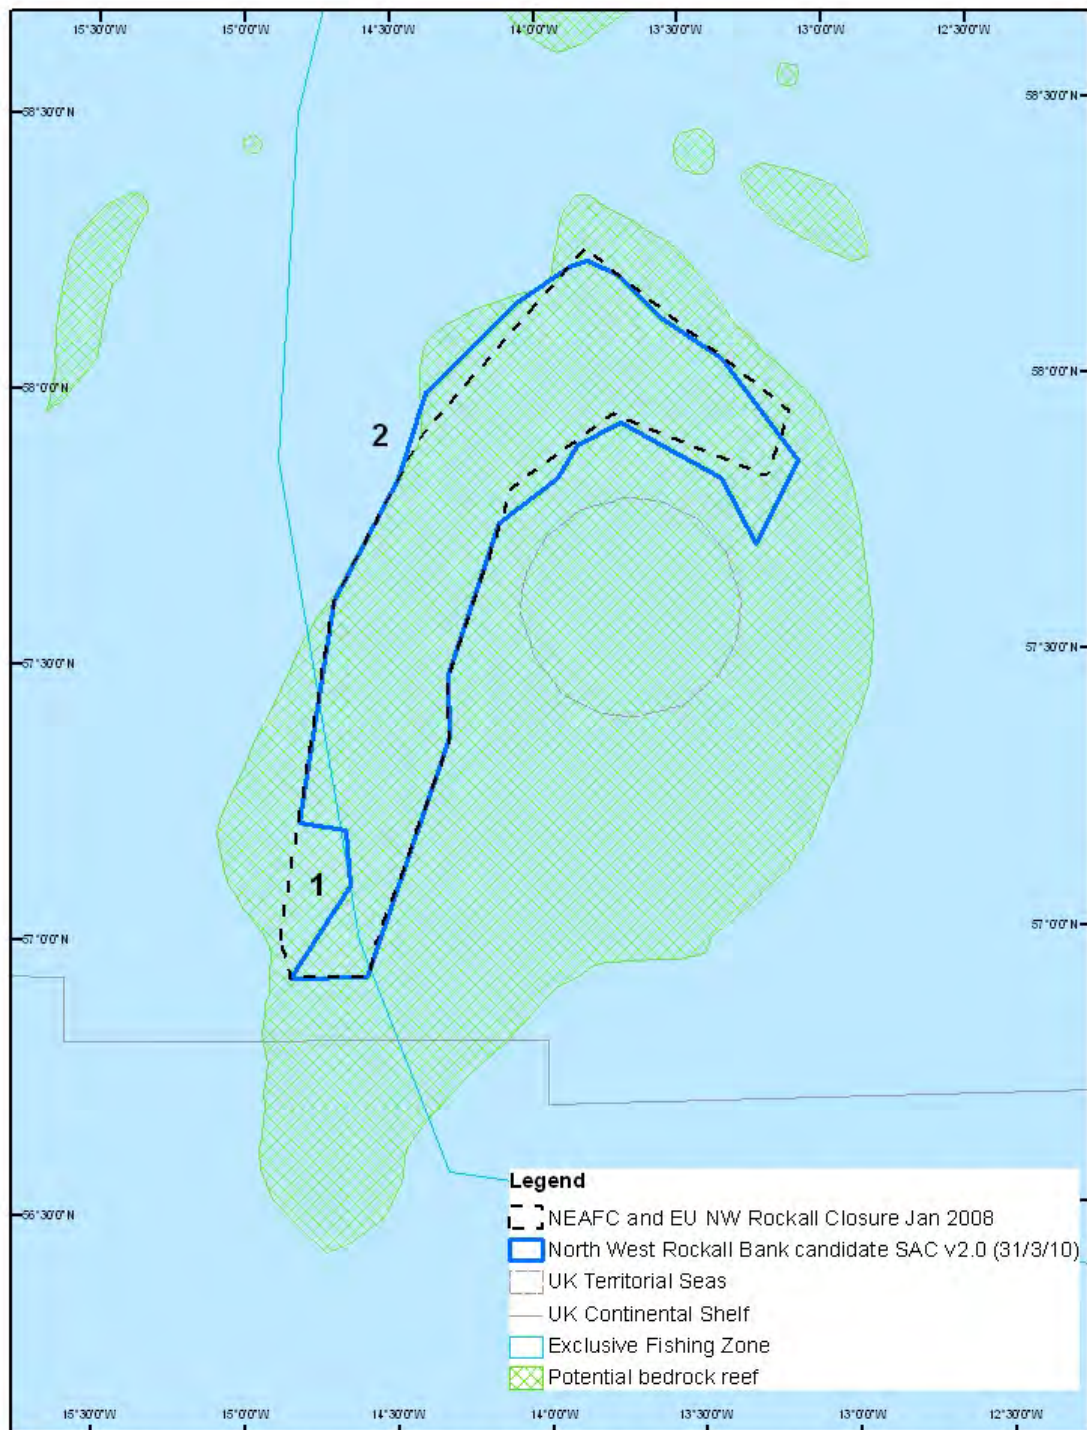 15°30'0"W 15°0'0"W 14°30'0"W 14°0'0"W 13°30'0"W 13°0'0"W 12°30'0"W
58°30'0"N 58°30'0"N
58°0'0"N 58°0'0"N
2
57°30'0"N 57°30'0"N
1
57°0'0"N 57°0'0"N
56°30'0"N
Legend
NEAFC and EU NW Rockall Closure Jan 2008
North West Rockall Bank candidate SAC v2.0 (31/3/10)
UK Territorial Seas
UK Continental Shelf
Exclusive Fishing Zone
Potential bedrock reef
15°30'0"W 15°0'0"W 14°30'0"W 14°0'0"W 13°30'0"W 13°0'0"W 12°30'0"W